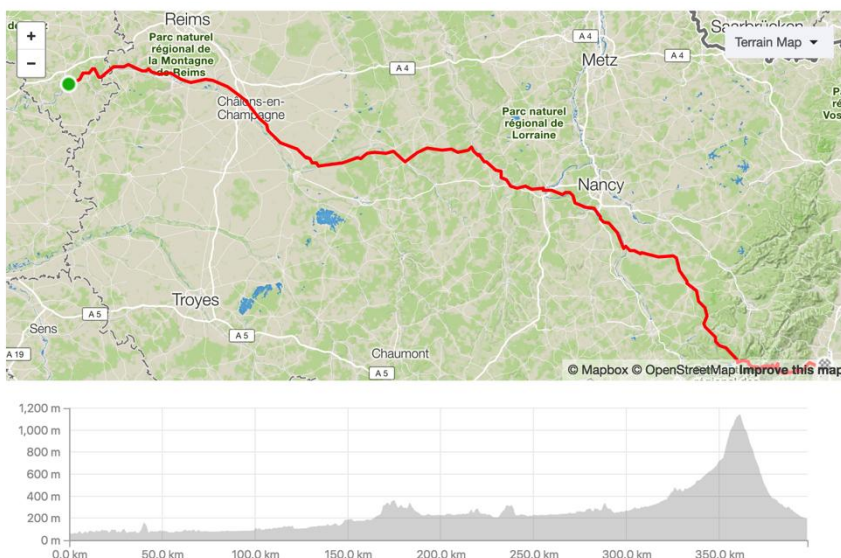 +
−
Reims
Saarbrücken
Terrain Map
Parc naturel
régional de
la Montagne
de Reims
A 4
A 4
Metz
Châlons-en-
Champagne
Parc naturel
régional de
Lorraine
Nancy
Troyes
A 5
Sens
A 5
A 19
Chaumont
A 5
© Mapbox © OpenStreetMap Improve this map
1,200 m
1,000 m
800 m
600 m
400 m
200 m
0 m
0.0 km
50.0 km
100.0 km
150.0 km
200.0 km
250.0 km
300.0 km
350.0 km